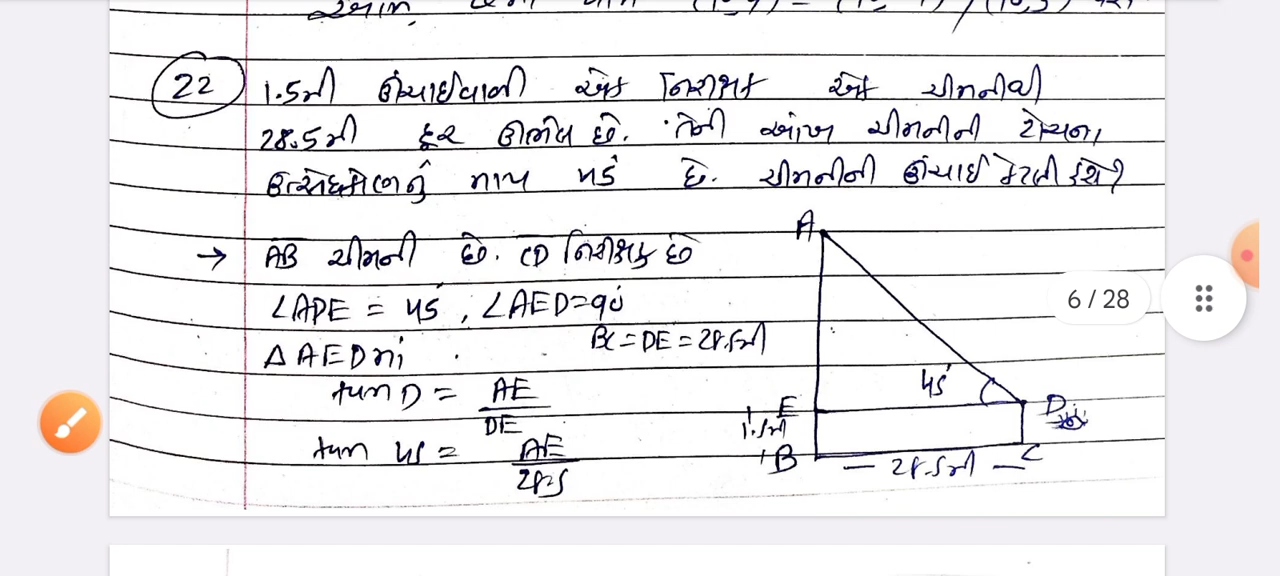 22 1.5મી ઊંચાઈવાળો એક નિરીક્ષક એક ચીમનીથી
28.5મી દૂર ઊભેલ છે. તેની આંખે ચીમનીની ટોચના
ઉત્સેધકોણનું માપ 45° છે. ચીમનીની ઊંચાઈ કેટલી હશે?
→ AB ચીમની છે. CD નિરીક્ષક છે
∠ADE = 45°, ∠AED=90°
BC=DE=28.5મી
ΔAED માં
tan D = AE
DE
tan 45 = AE
28.5
A
45°
E
D
1.5મી
B
28.5મી
C
6 / 28